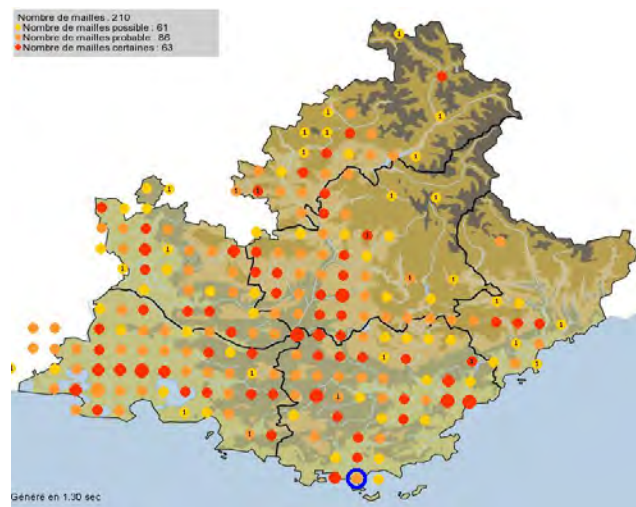 Nombre de mailles : 210
Nombre de mailles possible : 61
Nombre de mailles probable : 86
Nombre de mailles certaines : 63
Généré en 1.30 sec